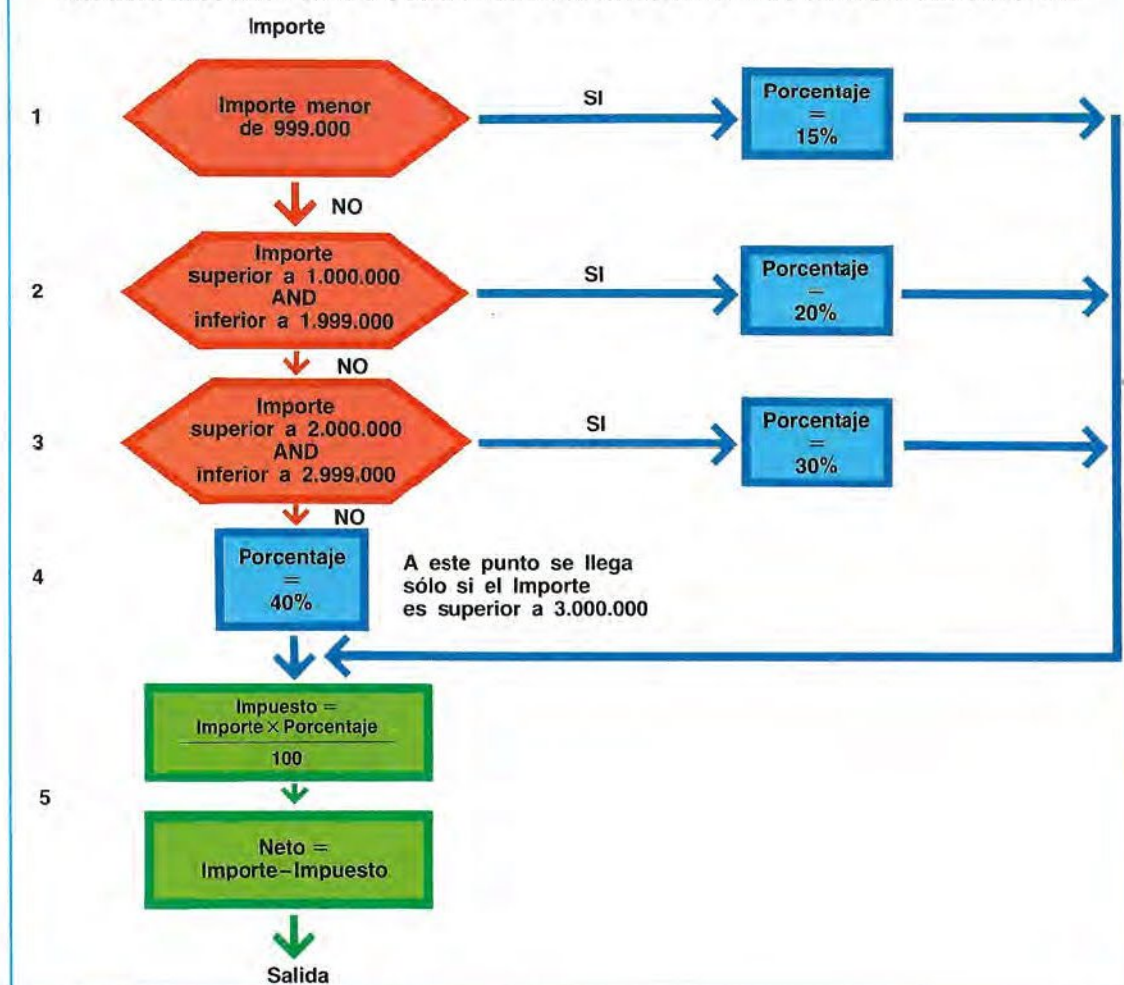 Importe
1
Importe menor
de 999.000
SI
Porcentaje
=
15%
NO
2
Importe
superior a 1.000.000
AND
inferior a 1.999.000
SI
Porcentaje
=
20%
NO
3
Importe
superior a 2.000.000
AND
inferior a 2.999.000
SI
Porcentaje
=
30%
NO
4
Porcentaje
=
40%
A este punto se llega
sólo si el Importe
es superior a 3.000.000
Impuesto =
Importe × Porcentaje
100
5
Neto =
Importe–Impuesto
Salida